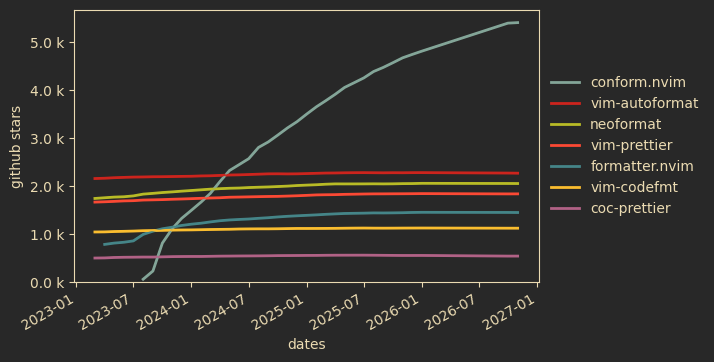 github stars
5.0 k
4.0 k
3.0 k
2.0 k
1.0 k
0.0 k
2023-01
2023-07
2024-01
2024-07
2025-01
2025-07
2026-01
2026-07
2027-01
dates
conform.nvim
vim-autoformat
neoformat
vim-prettier
formatter.nvim
vim-codefmt
coc-prettier